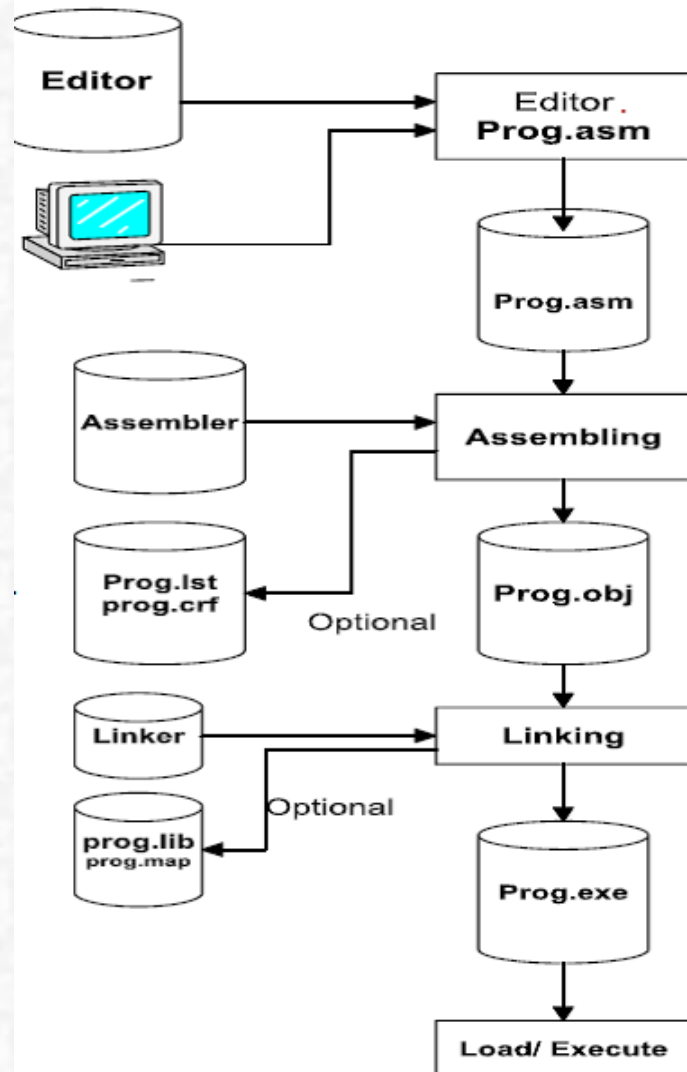 Editor
Editor
Prog.asm
Prog.asm
Assembler
Assembling
Prog.lst
prog.crf
Optional
Prog.obj
Linker
Linking
Optional
prog.lib
prog.map
Prog.exe
Load/ Execute